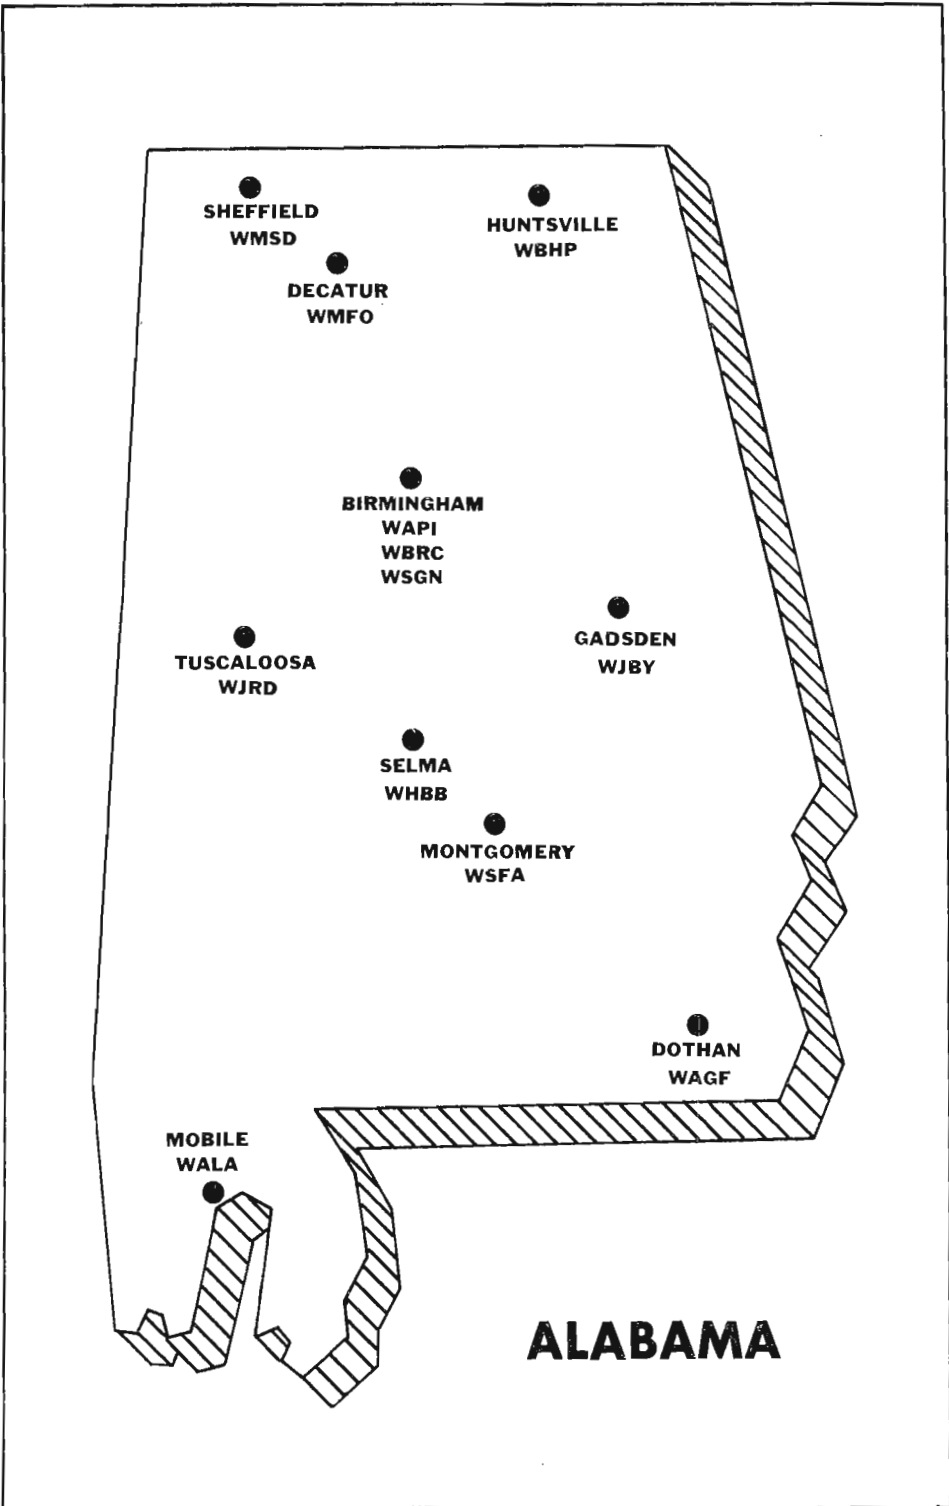 SHEFFIELD
WMSD
HUNTSVILLE
WBHP
DECATUR
WMFO
BIRMINGHAM
WAPI
WBRC
WSGN
GADSDEN
WJBY
TUSCALOOSA
WJRD
SELMA
WHBB
MONTGOMERY
WSFA
DOTHAN
WAGF
MOBILE
WALA
ALABAMA